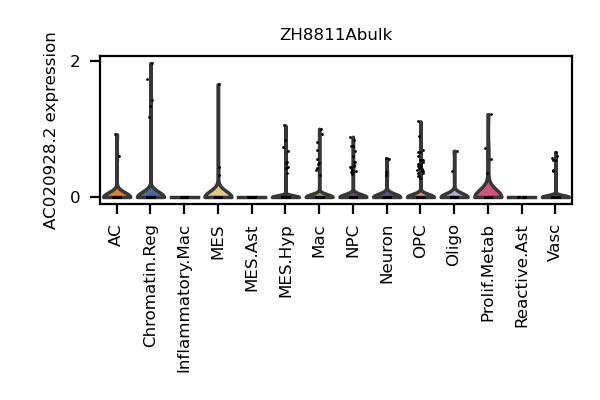 ZH8811Abulk
AC020928.2 expression
2
0
AC
Chromatin.Reg
Inflammatory.Mac
MES
MES.Ast
MES.Hyp
Mac
NPC
Neuron
OPC
Oligo
Prolif.Metab
Reactive.Ast
Vasc